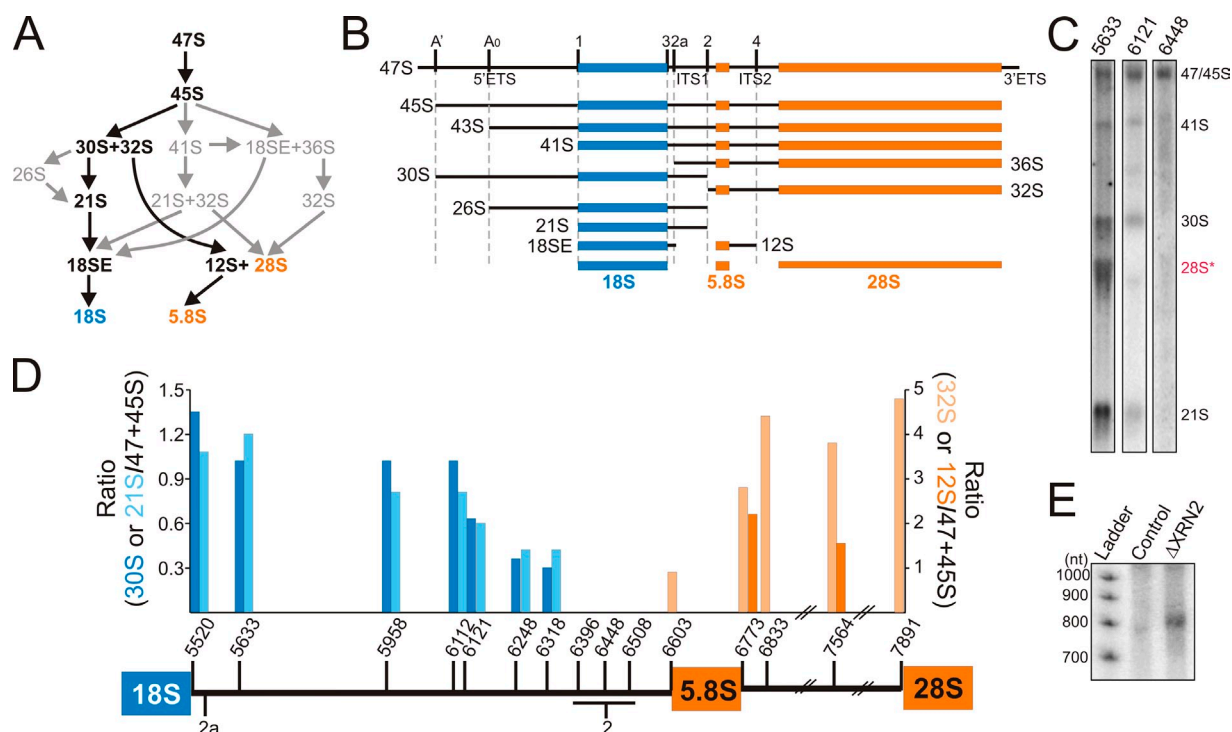 A
47S
45S
30S+32S
41S
18SE+36S
26S
21S
21S+32S
32S
18SE
12S+ 28S
18S
5.8S
B
A' A₀ 1 3 2a 2 4
47S
5'ETS ITS1 ITS2 3'ETS
45S
43S
41S
36S
30S
32S
26S
21S
18SE 12S
18S 5.8S 28S
C
5633 6121 6448
47/45S
41S
30S
28S*
21S
D
Ratio
(30S or 21S/47+45S)
1.5
1.2
0.9
0.6
0.3
5
4
3
2
1
Ratio
(32S or 12S/47+45S)
5520 5633 5958 6112 6121 6248 6318 6396 6448 6508 6603 6773 6833 7564 7891
18S 5.8S 28S
2a 2
E
Ladder Control ΔXRN2
(nt)
1000
900
800
700